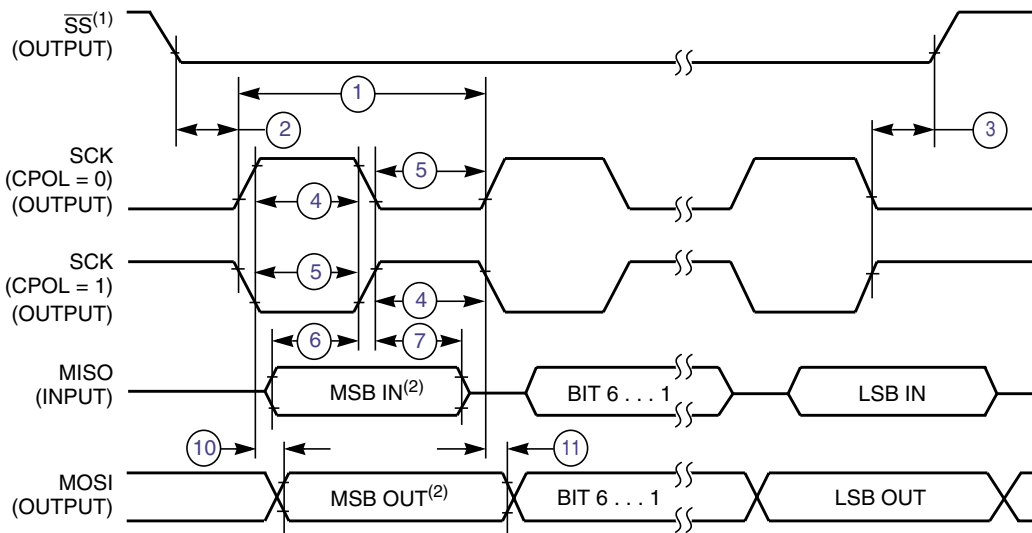 SS(1)
(OUTPUT)
1
2
3
SCK
(CPOL = 0)
(OUTPUT)
5
4
SCK
(CPOL = 1)
(OUTPUT)
5
4
6
7
MISO
(INPUT)
MSB IN(2)
BIT 6 . . . 1
LSB IN
10
11
MOSI
(OUTPUT)
MSB OUT(2)
BIT 6 . . . 1
LSB OUT